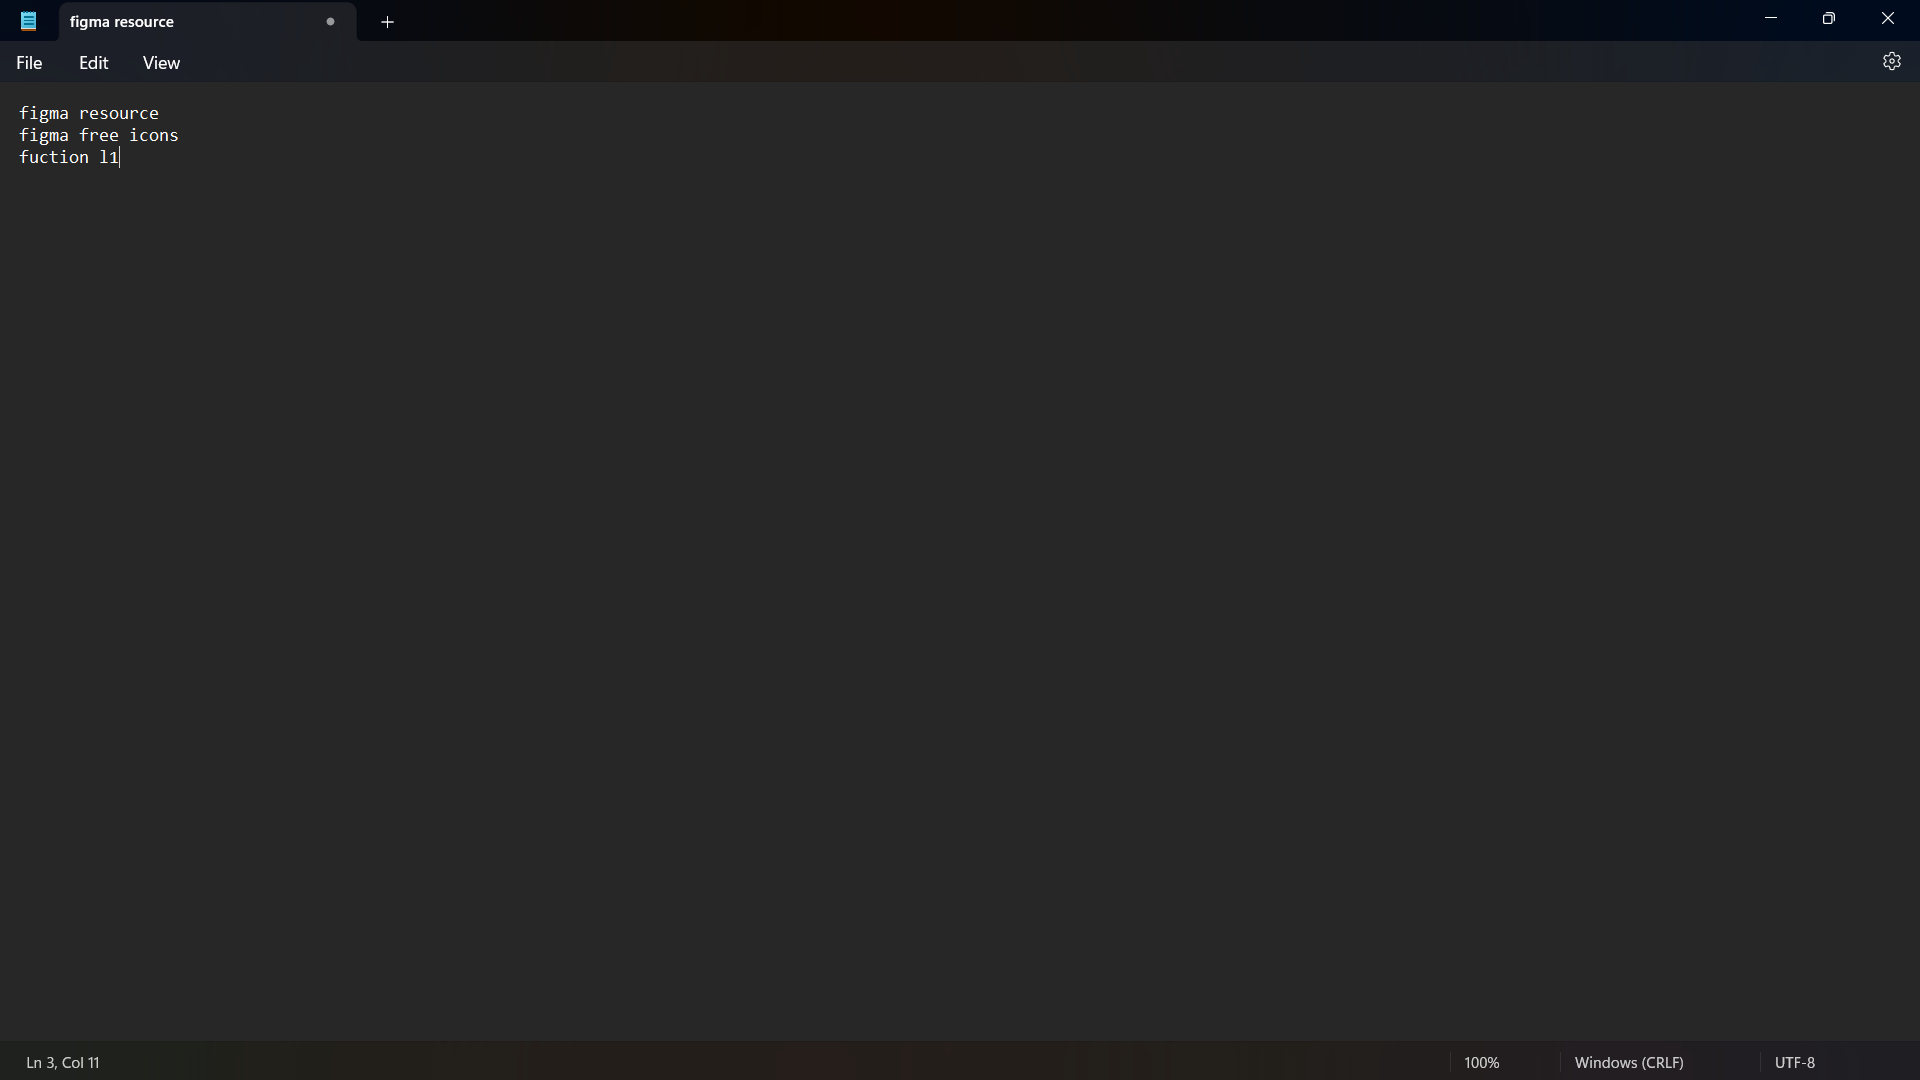 figma resource
File Edit View
figma resource
figma free icons
fuction l1
Ln 3, Col 11 100% Windows (CRLF) UTF-8